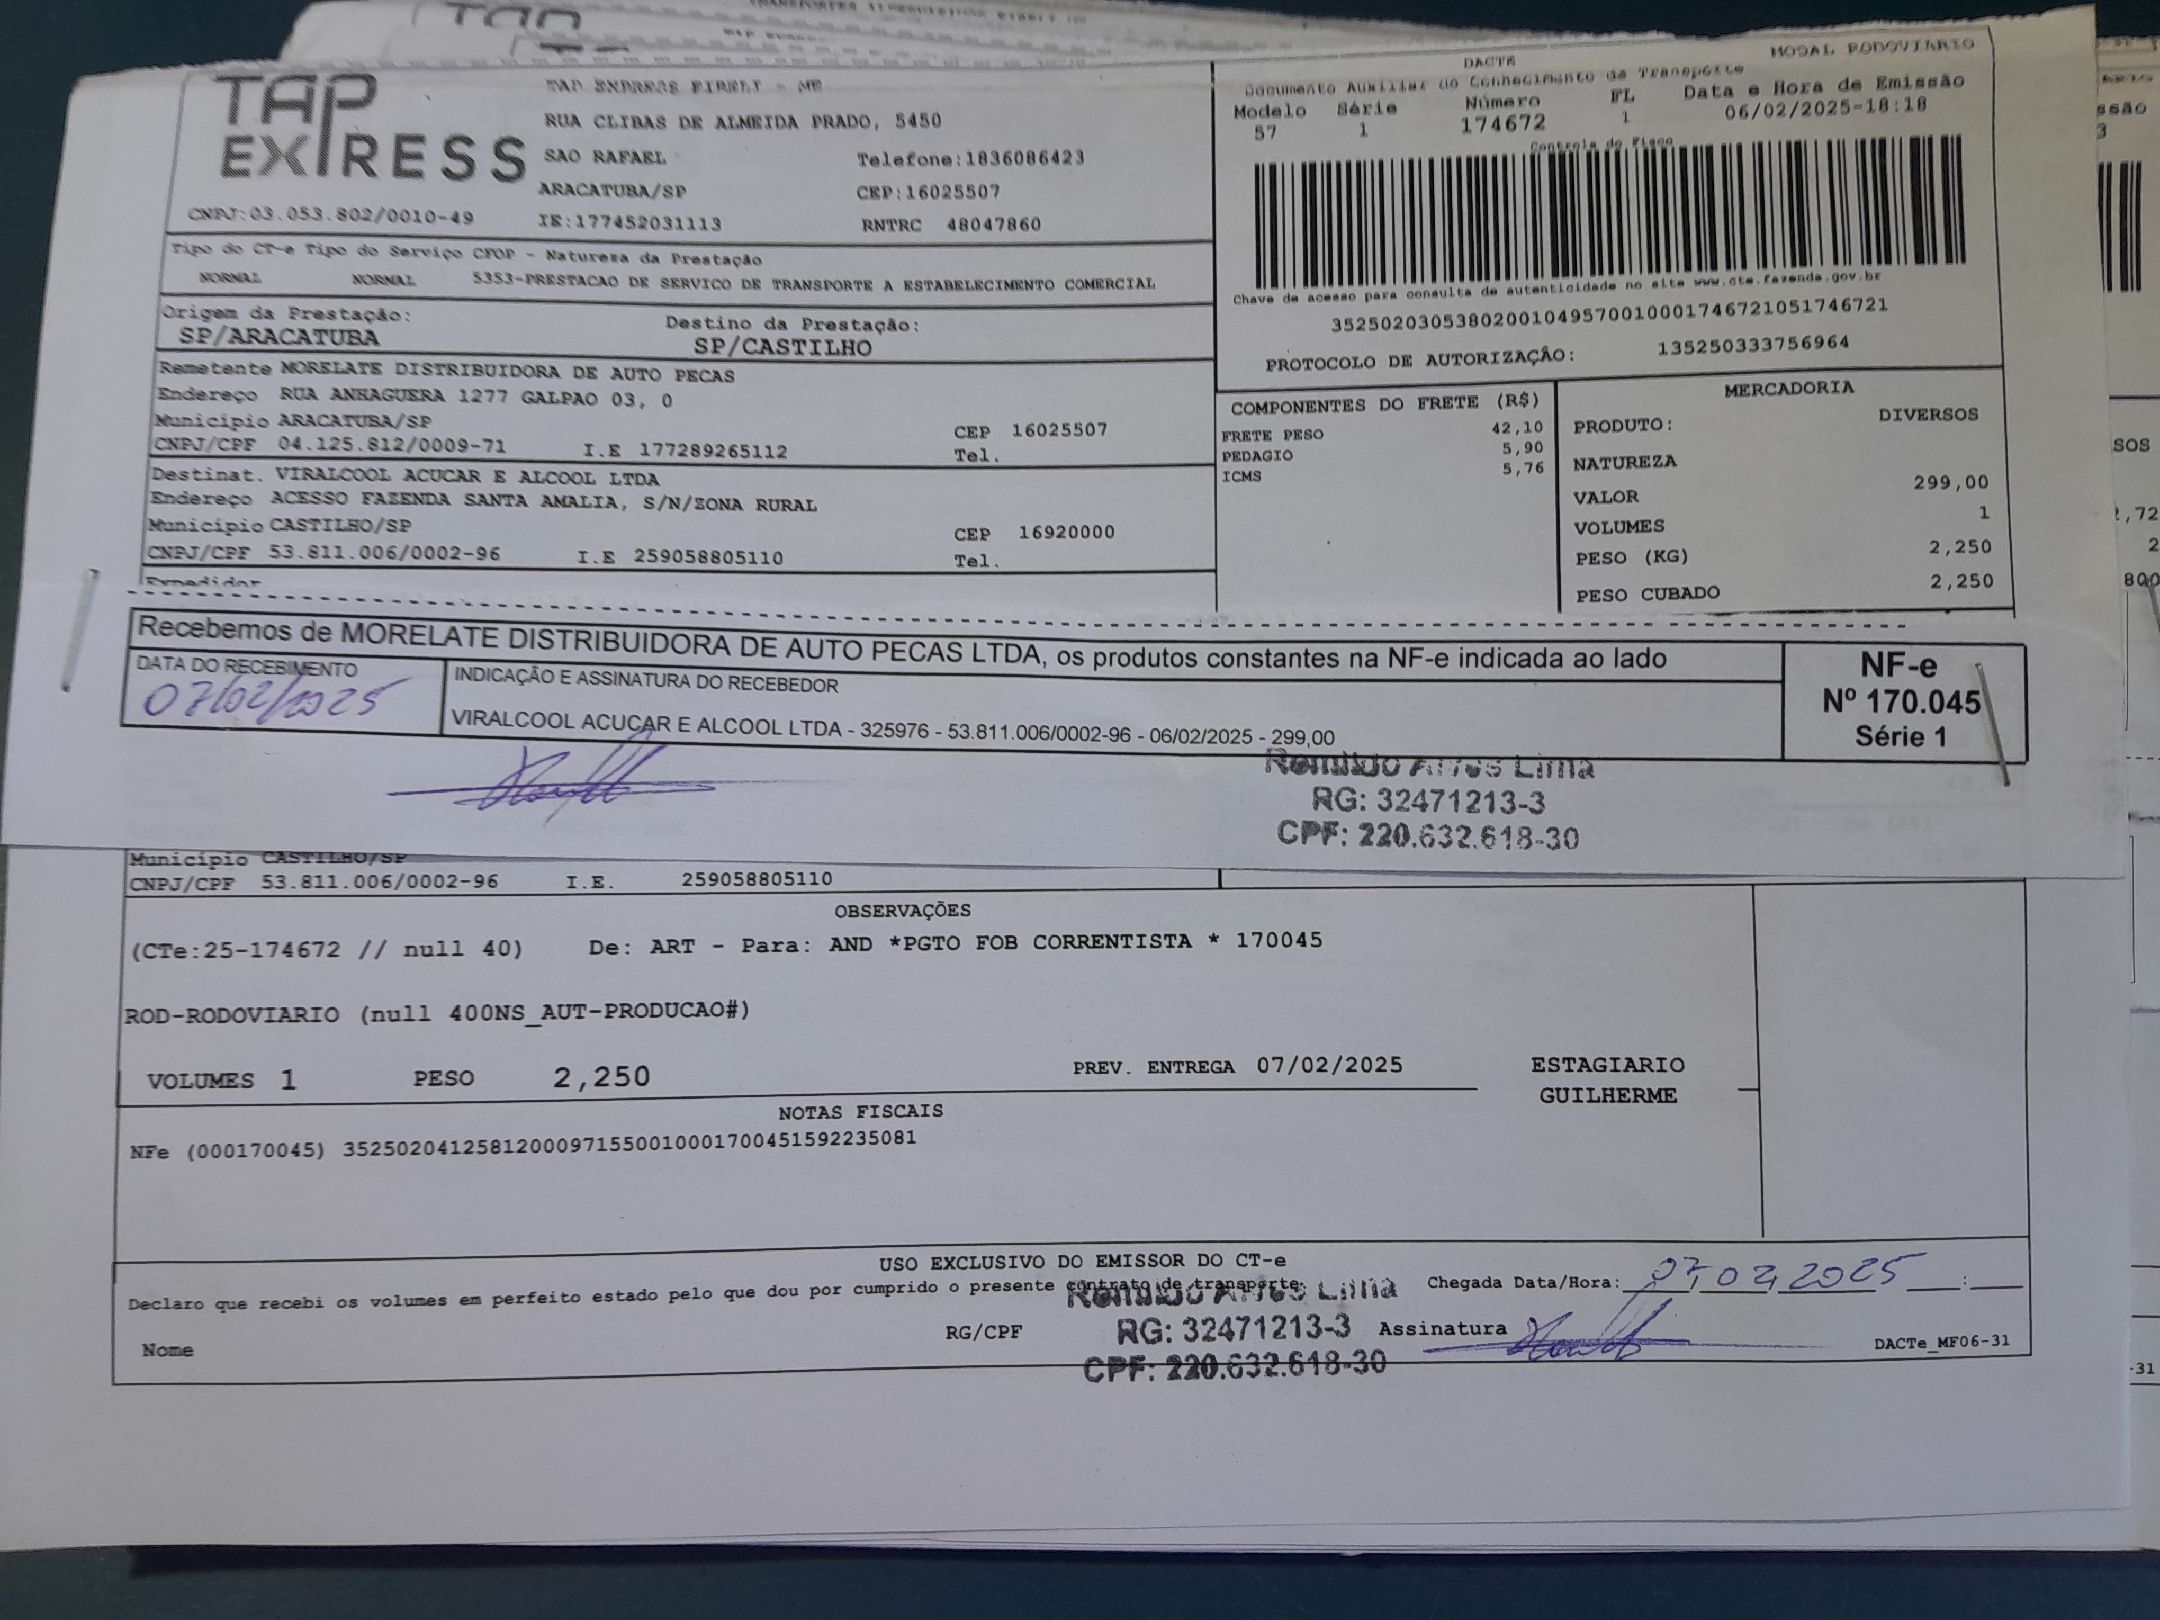 TAP EXPRESS
TAP EXPRESS EIRELI - ME
RUA CLIBAS DE ALMEIDA PRADO, 5450
SAO RAFAEL Telefone:1836086423
ARACATUBA/SP CEP:16025507
CNPJ:03.053.802/0010-49 IE:177452031113 RNTRC 48047860
DACTE MODAL RODOVIARIO
Documento Auxiliar do Conhecimento de Transporte
Modelo Série Número FL Data e Hora de Emissão
57 1 174672 1 06/02/2025-18:18
Controle do Fisco
Chave de acesso para consulta de autenticidade no site www.cte.fazenda.gov.br
35250203053802001049570010001746721051746721
PROTOCOLO DE AUTORIZAÇÂO: 135250333756964
Tipo do CT-e Tipo do Serviço CFOP - Natureza da Prestação
NORMAL NORMAL 5353-PRESTACAO DE SERVICO DE TRANSPORTE A ESTABELECIMENTO COMERCIAL
Origem da Prestação: Destino da Prestação:
SP/ARACATUBA SP/CASTILHO
Remetente MORELATE DISTRIBUIDORA DE AUTO PECAS
Endereço RUA ANHAGUERA 1277 GALPAO 03, 0
Município ARACATUBA/SP CEP 16025507
CNPJ/CPF 04.125.812/0009-71 I.E 177289265112 Tel.
Destinat. VIRALCOOL ACUCAR E ALCOOL LTDA
Endereço ACESSO FAZENDA SANTA AMALIA, S/N/ZONA RURAL
Município CASTILHO/SP CEP 16920000
CNPJ/CPF 53.811.006/0002-96 I.E 259058805110 Tel.
Expedidor
COMPONENTES DO FRETE (R$)
FRETE PESO 42,10
PEDAGIO 5,90
ICMS 5,76
MERCADORIA
PRODUTO: DIVERSOS
NATUREZA
VALOR 299,00
VOLUMES 1
PESO (KG) 2,250
PESO CUBADO 2,250
Recebemos de MORELATE DISTRIBUIDORA DE AUTO PECAS LTDA, os produtos constantes na NF-e indicada ao lado
DATA DO RECEBIMENTO
07/02/2025
INDICAÇÃO E ASSINATURA DO RECEBEDOR
VIRALCOOL ACUCAR E ALCOOL LTDA - 325976 - 53.811.006/0002-96 - 06/02/2025 - 299,00
NF-e
Nº 170.045
Série 1
Alves Lima
RG: 32471213-3
CPF: 220.632.618-30
Município CASTILHO/SP
CNPJ/CPF 53.811.006/0002-96 I.E. 259058805110
OBSERVAÇÕES
(CTe:25-174672 // null 40) De: ART - Para: AND *PGTO FOB CORRENTISTA * 170045
ROD-RODOVIARIO (null 400NS_AUT-PRODUCAO#)
VOLUMES 1 PESO 2,250 PREV. ENTREGA 07/02/2025 ESTAGIARIO
GUILHERME
NOTAS FISCAIS
NFe (000170045) 35250204125812000971550010001700451592235081
USO EXCLUSIVO DO EMISSOR DO CT-e
Declaro que recebi os volumes em perfeito estado pelo que dou por cumprido o presente contrato de transporte. Chegada Data/Hora: 07 02 2025 :
Alves Lima
RG/CPF RG: 32471213-3 Assinatura
Nome CPF: 220.632.618-30 DACTe_MF06-31